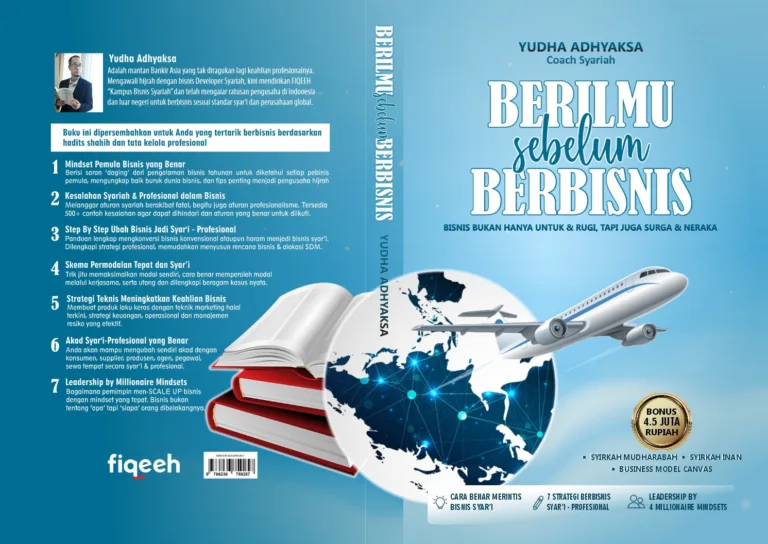 Yudha Adhyaksa
Adalah mantan Bankir Asia yang tak diragukan lagi keahlian profesionalnya.
Mengawali hijrah dengan bisnis Developer Syariah, kini mendirikan FIQEEH
"Kampus Bisnis Syariah" dan telah mengajar ratusan pengusaha di Indonesia
dan luar negeri untuk berbisnis sesuai standar syar'i dan perusahaan global.
Buku ini dipersembahkan untuk Anda yang tertarik berbisnis berdasarkan
hadits shahih dan tata kelola profesional
1 Mindset Pemula Bisnis yang Benar
Berisi saran 'daging' dari pengalaman bisnis tahunan untuk diketahui setiap pebinis
pemula, mengungkap baik buruk dunia bisnis, dan tips penting menjadi pengusaha hijrah
2 Kesalahan Syariah & Profesional dalam Bisnis
Melanggar aturan syariah berakibat fatal, begitu juga aturan profesionalisme. Tersedia
500+ contoh kesalahan agar dapat dihindari dan aturan yang benar untuk diikuti.
3 Step By Step Ubah Bisnis Jadi Syar'i - Profesional
Panduan lengkap mengkonversi bisnis konvensional ataupun haram menjadi bisnis syar'i.
Dilengkapi strategi profesional, memudahkan menyusun rencana bisnis & alokasi SDM.
4 Skema Permodalan Tepat dan Syar'i
Trik jitu memaksimalkan modal sendiri, cara benar memperoleh modal
melalui kerjasama, serta utang dan dilengkapi beragam kasus nyata.
5 Strategi Teknis Meningkatkan Keahlian Bisnis
Membuat produk laku keras dengan teknik marketing halal
terkini, strategi keuangan, operasional dan manajemen
resiko yang efektif.
6 Akad Syar'i-Profesional yang Benar
Anda akan mampu mengubah sendiri akad dengan
konsumen, supplier, produsen, agen, pegawai,
sewa tempat secara syar'i & profesional.
7 Leadership by Millionaire Mindsets
Bagaimana pemimpin men-SCALE UP bisnis
dengan mindset yang tepat. Bisnis bukan
tentang 'apa' tapi 'siapa' orang dibelakangnya.
fiqeeh
BERILMU sebelum BERBISNIS
YUDHA ADHYAKSA
YUDHA ADHYAKSA
Coach Syariah
BERILMU
sebelum
BERBISNIS
BISNIS BUKAN HANYA UNTUK & RUGI, TAPI JUGA SURGA & NERAKA
BONUS
4.5 JUTA
RUPIAH
• SYIRKAH MUDHARABAH • SYIRKAH INAN
• BUSINESS MODEL CANVAS
CARA BENAR MERINTIS
BISNIS SYAR'I
7 STRATEGI BERBISNIS
SYAR'I - PROFESIONAL
LEADERSHIP BY
4 MILLIONAIRE MINDSETS